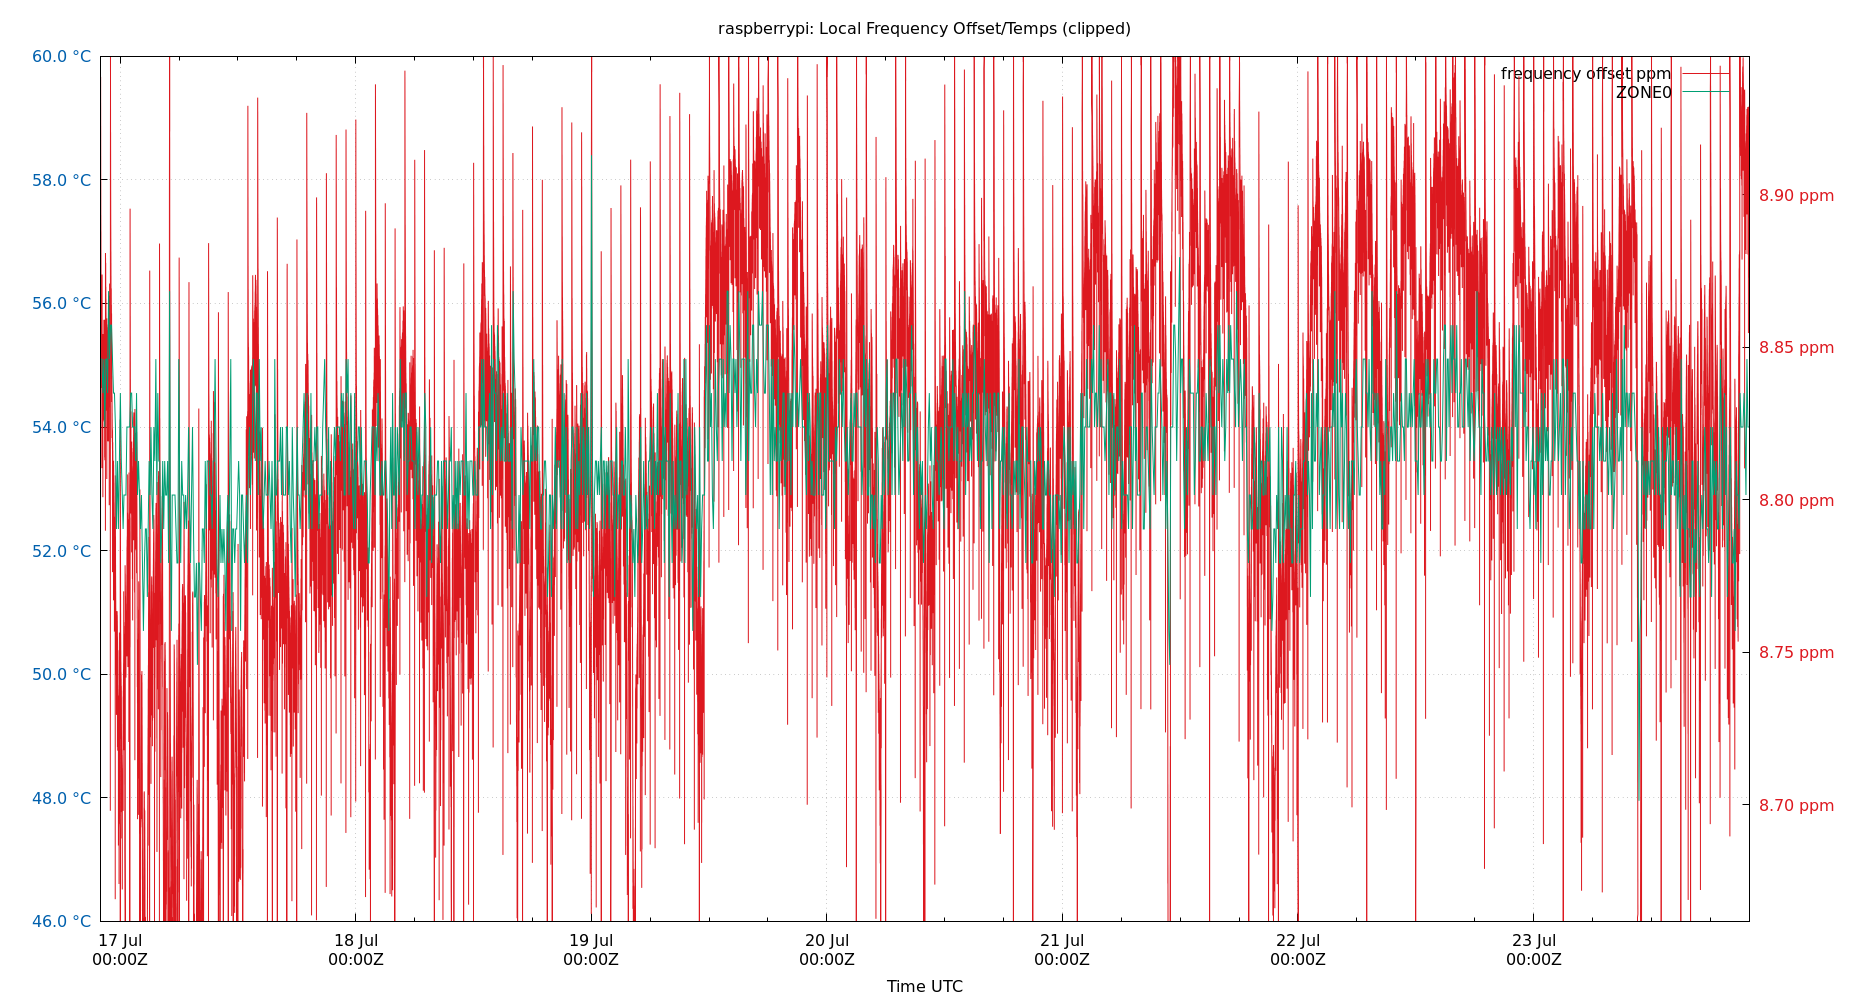 raspberrypi: Local Frequency Offset/Temps (clipped)
60.0 °C
58.0 °C
56.0 °C
54.0 °C
52.0 °C
50.0 °C
48.0 °C
46.0 °C
frequency offset ppm
ZONE0
8.90 ppm
8.85 ppm
8.80 ppm
8.75 ppm
8.70 ppm
17 Jul
00:00Z
18 Jul
00:00Z
19 Jul
00:00Z
20 Jul
00:00Z
21 Jul
00:00Z
22 Jul
00:00Z
23 Jul
00:00Z
Time UTC